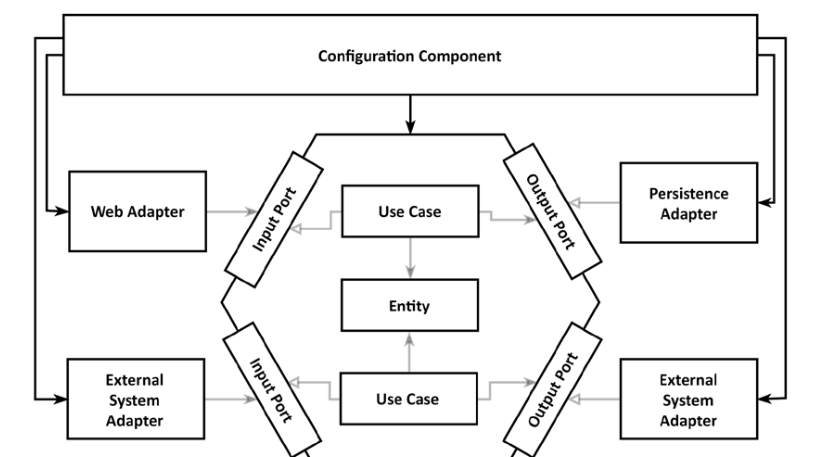 Configuration Component
Web Adapter
Input Port
Use Case
Output Port
Persistence
Adapter
Entity
External
System
Adapter
Input Port
Use Case
Output Port
External
System
Adapter